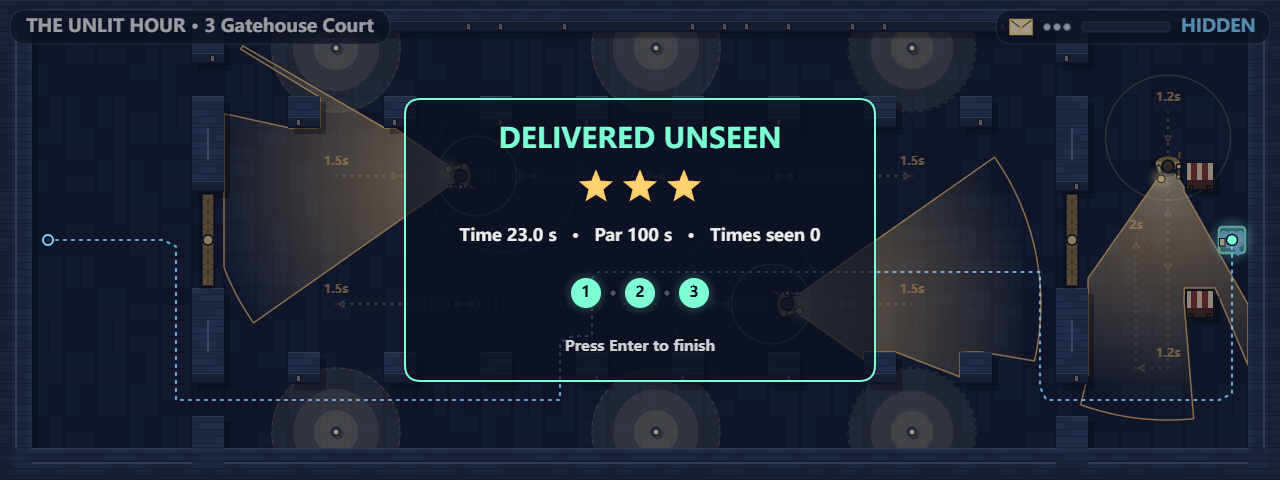 THE UNLIT HOUR • 3 Gatehouse Court
HIDDEN
1.2s
DELIVERED UNSEEN
1.5s
1.5s
2s
Time 23.0 s • Par 100 s • Times seen 0
1.5s
1 • 2 • 3
1.5s
Press Enter to finish
1.2s